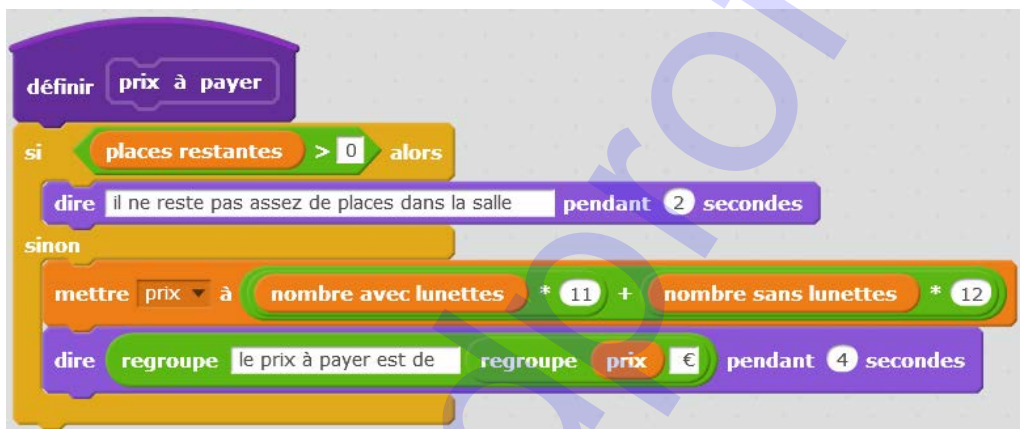 définir prix à payer
si places restantes > 0 alors
dire il ne reste pas assez de places dans la salle pendant 2 secondes
sinon
mettre prix à nombre avec lunettes * 11 + nombre sans lunettes * 12
dire regroupe le prix à payer est de regroupe prix € pendant 4 secondes